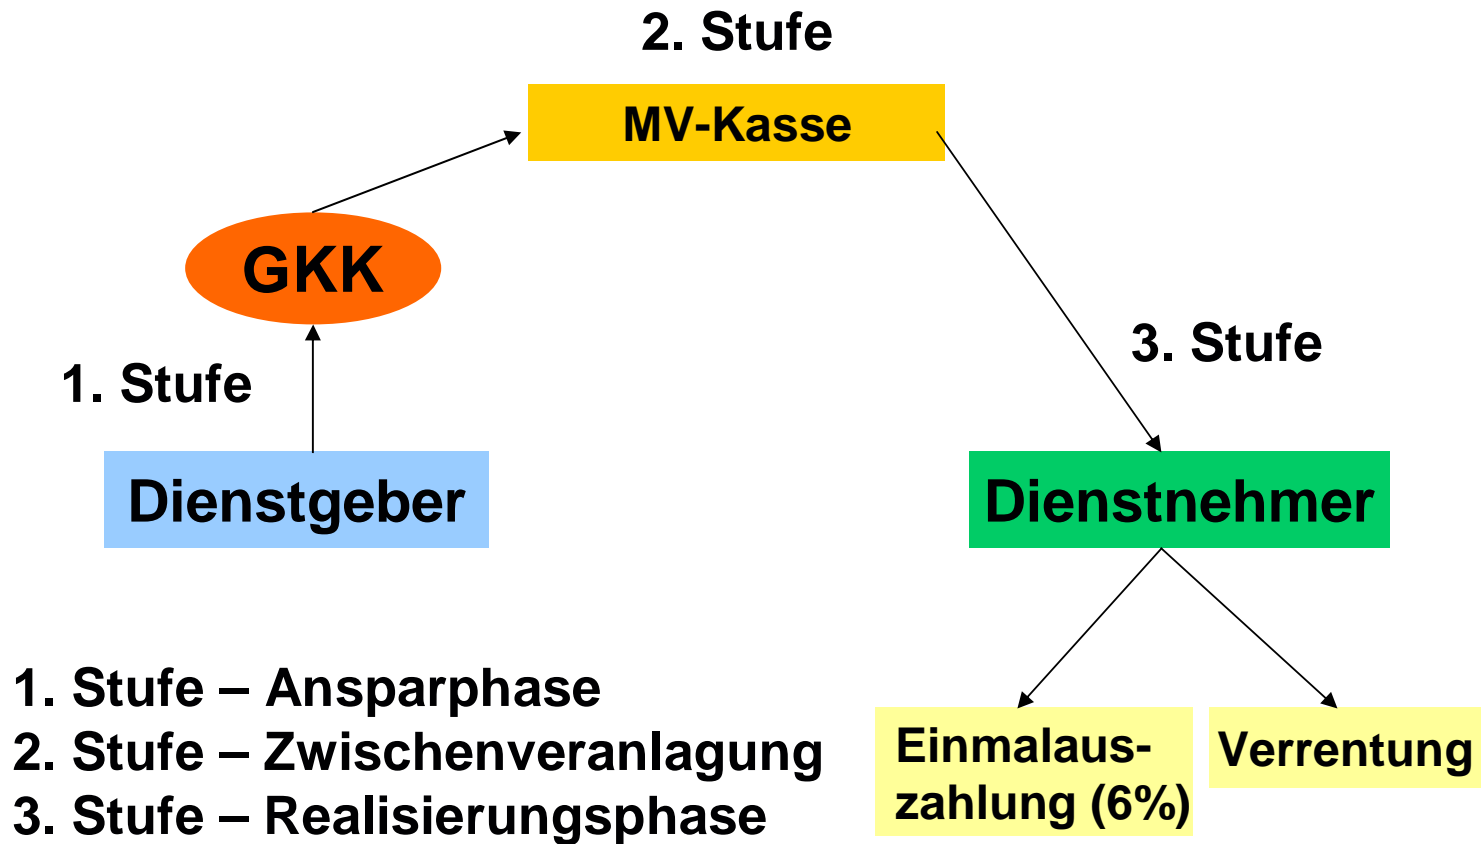 2. Stufe
MV-Kasse
GKK
3. Stufe
1. Stufe
Dienstgeber
Dienstnehmer
1. Stufe – Ansparphase
2. Stufe – Zwischenveranlagung
3. Stufe – Realisierungsphase
Einmalaus-
zahlung (6%)
Verrentung